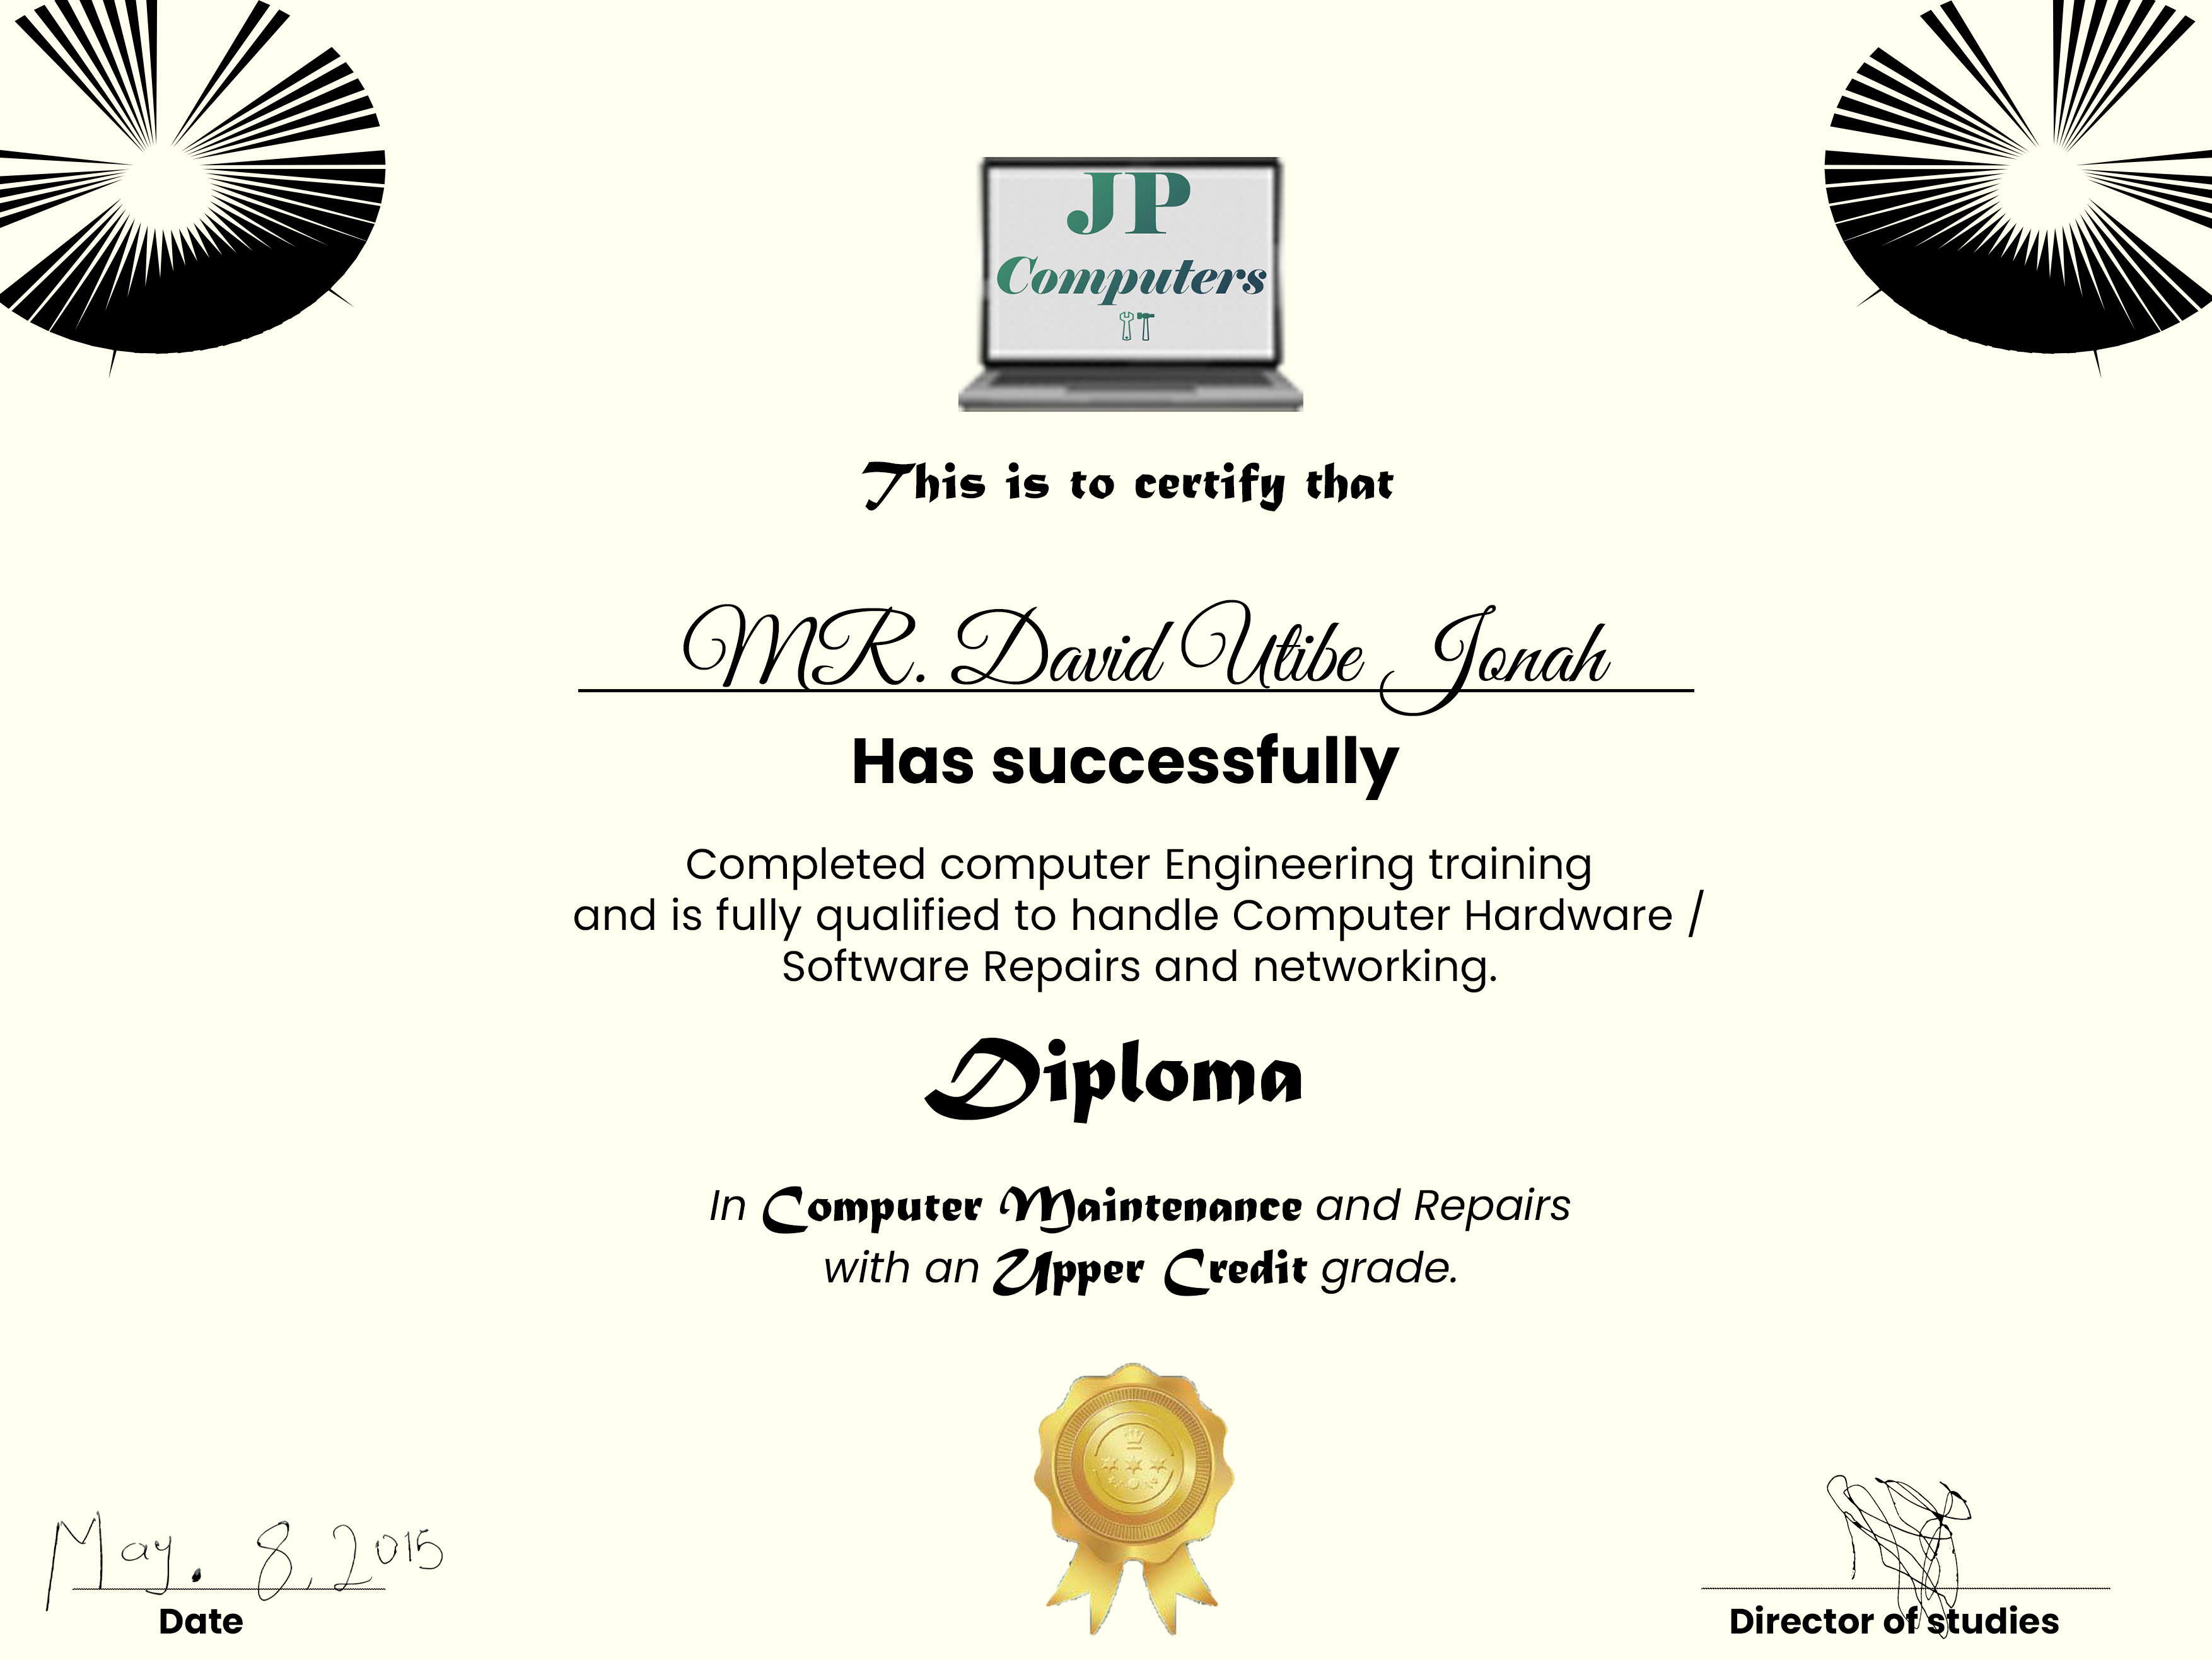 JP
Computers
This is to certify that
MR. David Utibe Jonah
Has successfully
Completed computer Engineering training
and is fully qualified to handle Computer Hardware /
Software Repairs and networking.
Diploma
In Computer Maintenance and Repairs
with an Upper Credit grade.
May. 8, 2015
Date
Director of studies